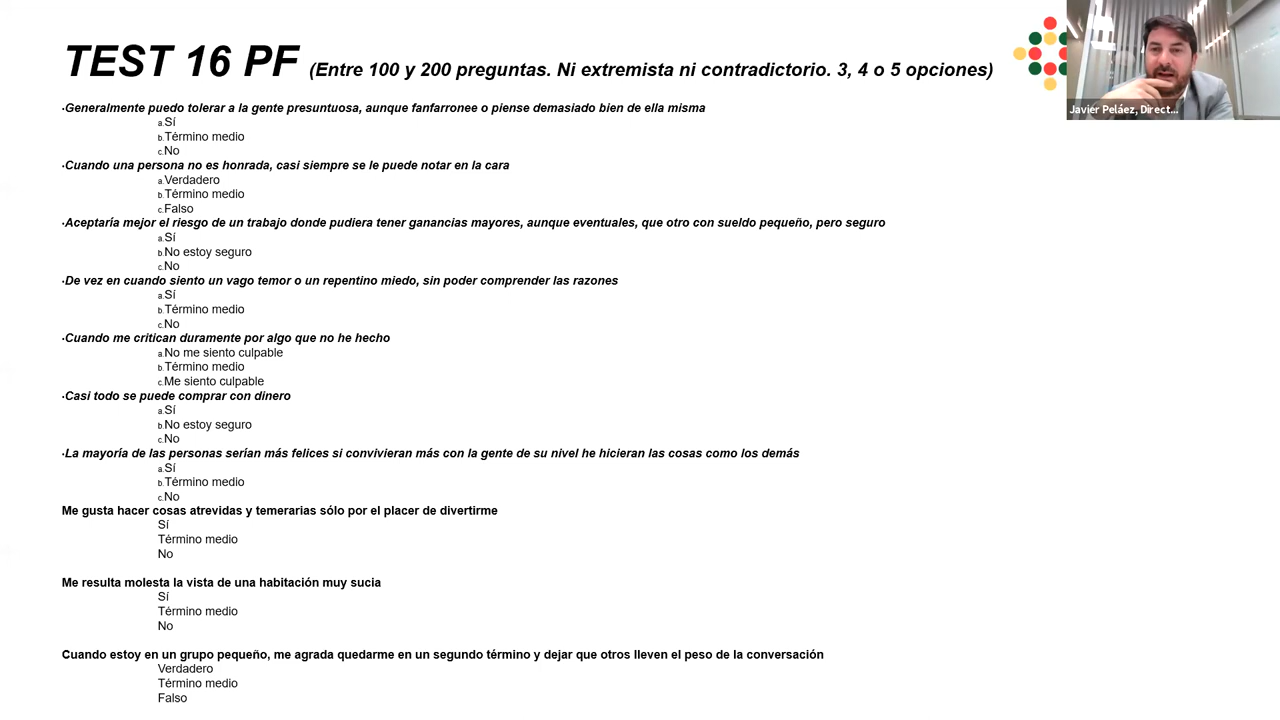 TEST 16 PF (Entre 100 y 200 preguntas. Ni extremista ni contradictorio. 3, 4 o 5 opciones)
Javier Peláez, Direct...
·Generalmente puedo tolerar a la gente presuntuosa, aunque fanfarronee o piense demasiado bien de ella misma
a.Sí
b.Término medio
c.No
·Cuando una persona no es honrada, casi siempre se le puede notar en la cara
a.Verdadero
b.Término medio
c.Falso
·Aceptaría mejor el riesgo de un trabajo donde pudiera tener ganancias mayores, aunque eventuales, que otro con sueldo pequeño, pero seguro
a.Sí
b.No estoy seguro
c.No
·De vez en cuando siento un vago temor o un repentino miedo, sin poder comprender las razones
a.Sí
b.Término medio
c.No
·Cuando me critican duramente por algo que no he hecho
a.No me siento culpable
b.Término medio
c.Me siento culpable
·Casi todo se puede comprar con dinero
a.Sí
b.No estoy seguro
c.No
·La mayoría de las personas serían más felices si convivieran más con la gente de su nivel he hicieran las cosas como los demás
a.Sí
b.Término medio
c.No
Me gusta hacer cosas atrevidas y temerarias sólo por el placer de divertirme
Sí
Término medio
No
Me resulta molesta la vista de una habitación muy sucia
Sí
Término medio
No
Cuando estoy en un grupo pequeño, me agrada quedarme en un segundo término y dejar que otros lleven el peso de la conversación
Verdadero
Término medio
Falso